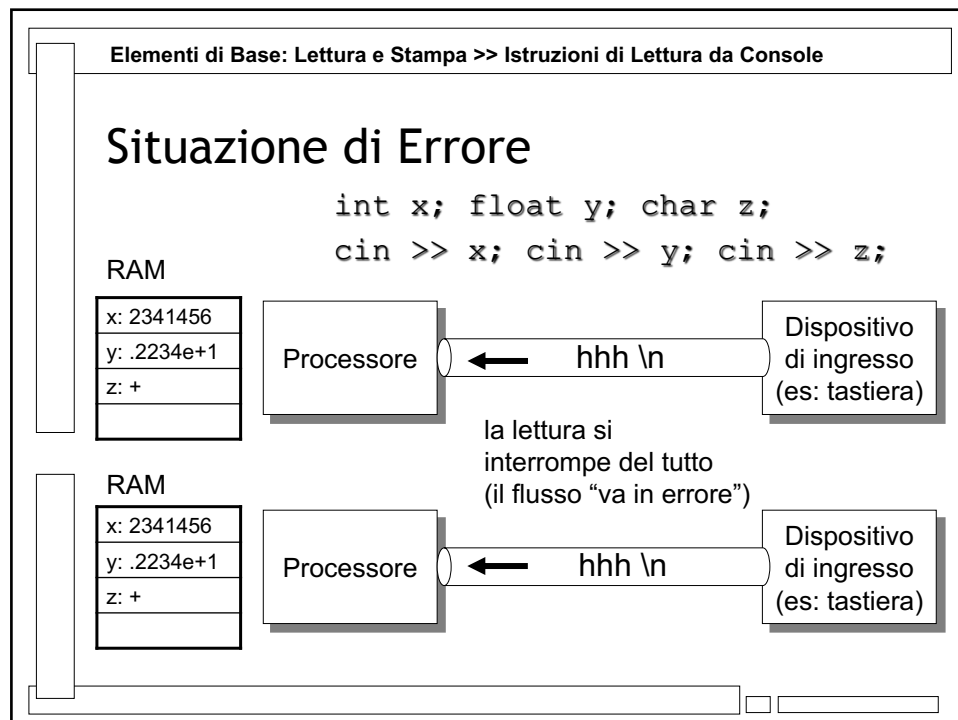 Elementi di Base: Lettura e Stampa >> Istruzioni di Lettura da Console
Situazione di Errore
int x; float y; char z;
cin >> x; cin >> y; cin >> z;
RAM
x: 2341456
y: .2234e+1
z: +
Processore
hhh \n
Dispositivo
di ingresso
(es: tastiera)
la lettura si
interrompe del tutto
(il flusso “va in errore”)
RAM
x: 2341456
y: .2234e+1
z: +
Processore
hhh \n
Dispositivo
di ingresso
(es: tastiera)